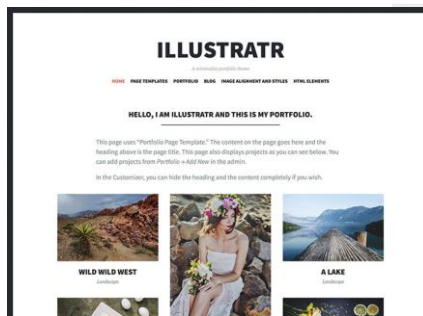 ILLUSTRATR
A minimalist portfolio theme
HOME PAGE TEMPLATES PORTFOLIO BLOG IMAGE ALIGNMENT AND STYLES HTML ELEMENTS
HELLO, I AM ILLUSTRATR AND THIS IS MY PORTFOLIO.
This page uses "Portfolio Page Template." The content on the page goes here and the
heading above is the page title. This page also displays projects as you can see below. You
can add projects from Portfolio → Add New in the admin.
In the Customizer, you can hide the heading and the content completely if you wish.
WILD WILD WEST
Landscape
A LAKE
Landscape